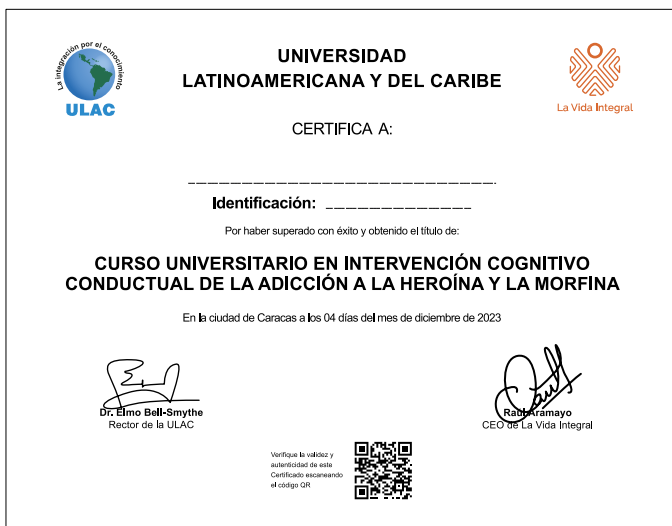 La integración por el conocimiento
ULAC
UNIVERSIDAD
LATINOAMERICANA Y DEL CARIBE
La Vida Integral
CERTIFICA A:
Identificación:
Por haber superado con éxito y obtenido el título de:
CURSO UNIVERSITARIO EN INTERVENCIÓN COGNITIVO
CONDUCTUAL DE LA ADICCIÓN A LA HEROÍNA Y LA MORFINA
En la ciudad de Caracas a los 04 días del mes de diciembre de 2023
Dr. Elmo Bell-Smythe
Rector de la ULAC
Raúl Aramayo
CEO de La Vida Integral
Verifique la validez y
autenticidad de este
Certificado escaneando
el código QR